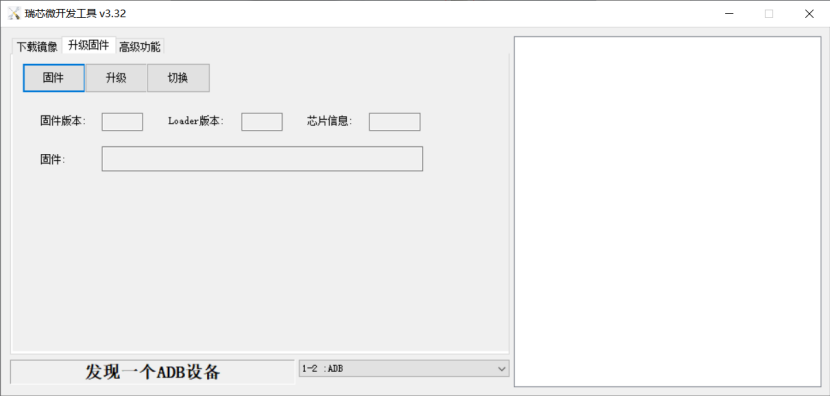 瑞芯微开发工具 v3.32
下载镜像 升级固件 高级功能
固件 升级 切换
固件版本: Loader版本: 芯片信息:
固件:
发现一个ADB设备 1-2 :ADB